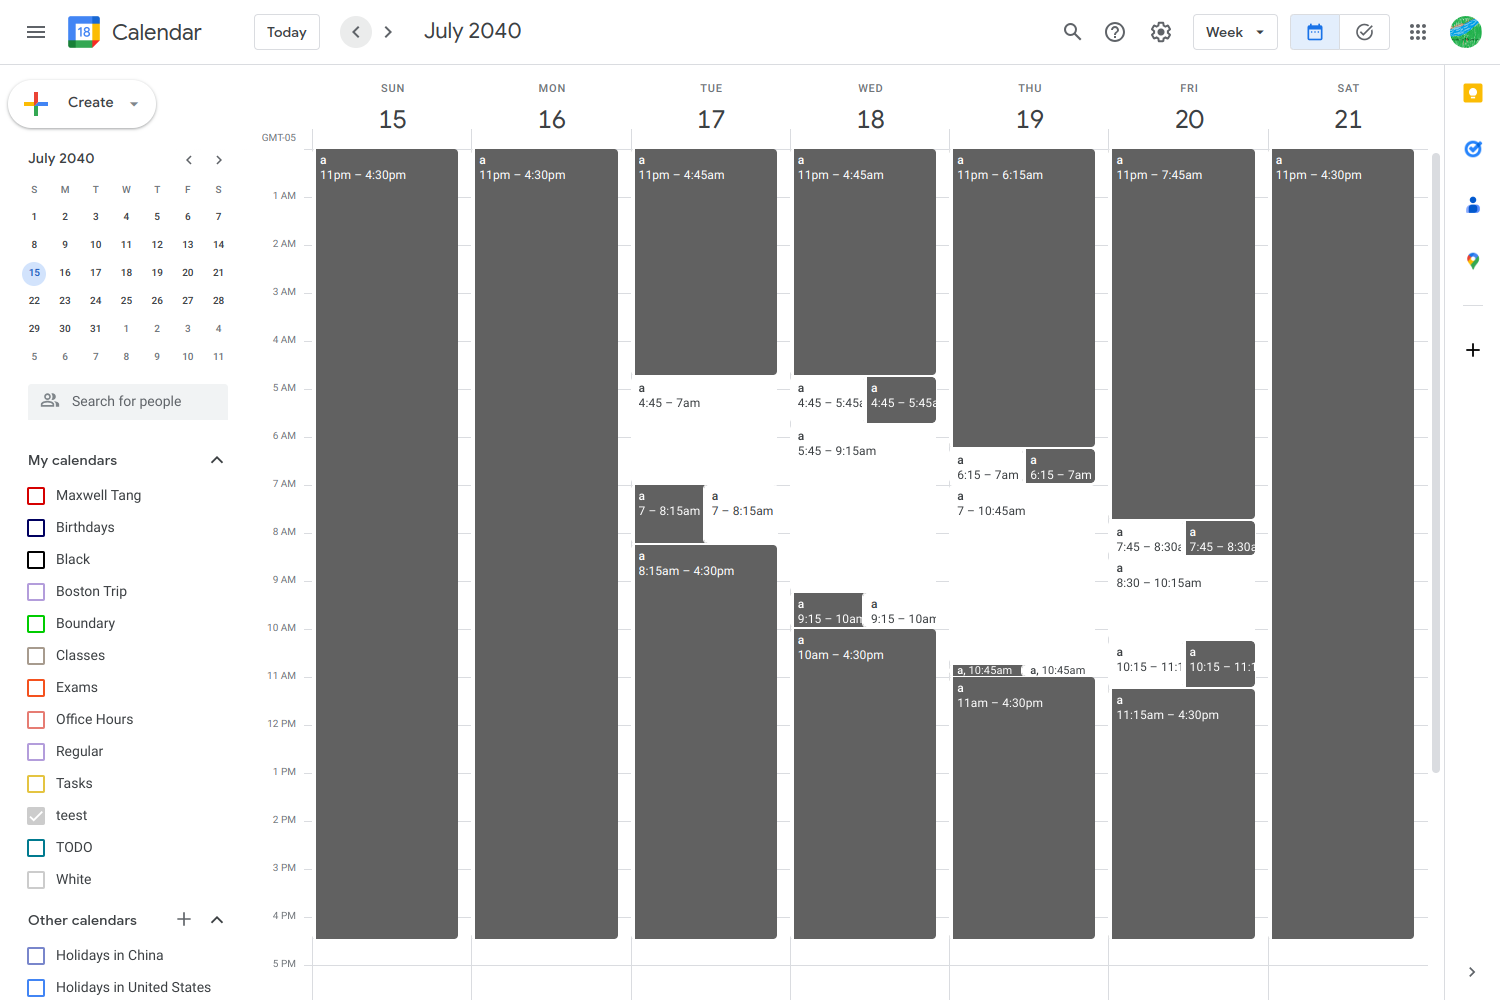 18 Calendar Today July 2040 Week
Create
July 2040
S M T W T F S
1 2 3 4 5 6 7
8 9 10 11 12 13 14
15 16 17 18 19 20 21
22 23 24 25 26 27 28
29 30 31 1 2 3 4
5 6 7 8 9 10 11
Search for people
My calendars
Maxwell Tang
Birthdays
Black
Boston Trip
Boundary
Classes
Exams
Office Hours
Regular
Tasks
teest
TODO
White
Other calendars
Holidays in China
Holidays in United States
GMT-05
SUN MON TUE WED THU FRI SAT
15 16 17 18 19 20 21
1 AM
2 AM
3 AM
4 AM
5 AM
6 AM
7 AM
8 AM
9 AM
10 AM
11 AM
12 PM
1 PM
2 PM
3 PM
4 PM
5 PM
a
11pm – 4:30pm
a
11pm – 4:30pm
a
11pm – 4:45am
a
4:45 – 7am
a
7 – 8:15am
a
7 – 8:15am
a
8:15am – 4:30pm
a
11pm – 4:45am
a
4:45 – 5:45a
a
4:45 – 5:45a
a
5:45 – 9:15am
a
9:15 – 10am
a
9:15 – 10am
a
10am – 4:30pm
a
11pm – 6:15am
a
6:15 – 7am
a
6:15 – 7am
a
7 – 10:45am
a, 10:45am
a, 10:45am
a
11am – 4:30pm
a
11pm – 7:45am
a
7:45 – 8:30a
a
7:45 – 8:30a
a
8:30 – 10:15am
a
10:15 – 11:1
a
10:15 – 11:1
a
11:15am – 4:30pm
a
11pm – 4:30pm